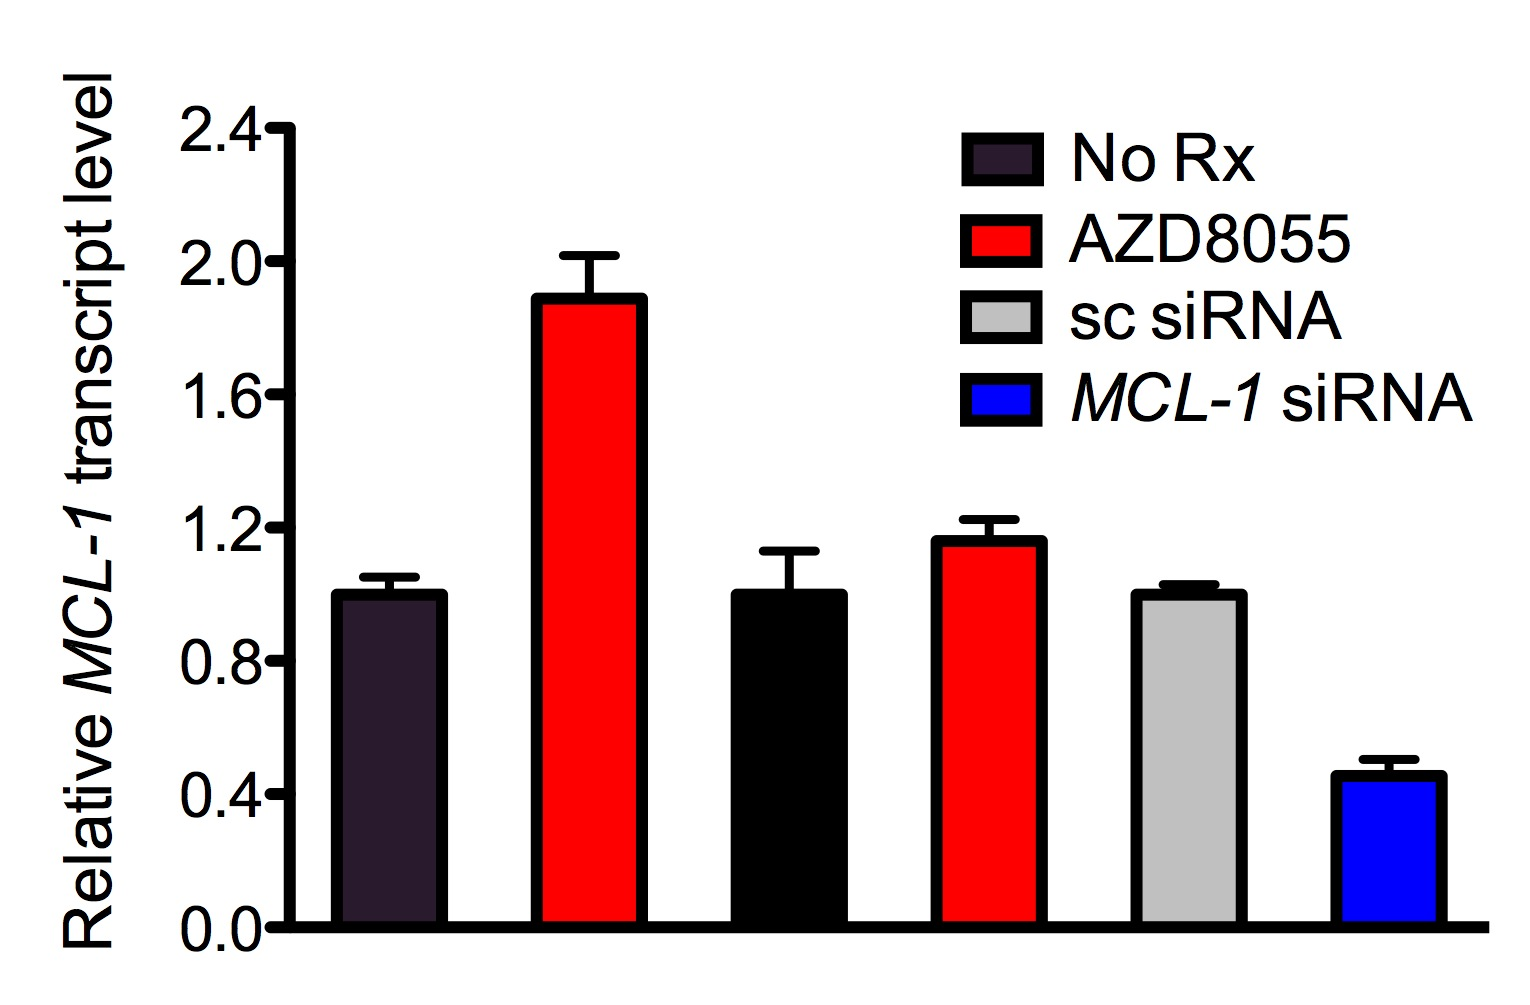 Relative MCL-1 transcript level
2.4
2.0
1.6
1.2
0.8
0.4
0.0
No Rx
AZD8055
sc siRNA
MCL-1 siRNA